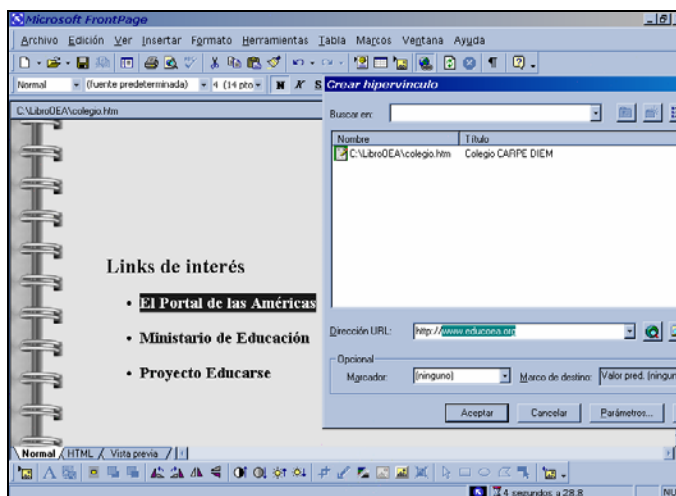 Microsoft FrontPage
Archivo Edición Ver Insertar Formato Herramientas Tabla Marcos Ventana Ayuda
Normal (fuente predeterminada) 4 (14 pto N K S
Crear hipervínculo
C:\LibroOEA\colegio.htm
Buscar en:
Nombre Título
C:\LibroOEA\colegio.htm Colegio CARPE DIEM
Links de interés
• El Portal de las Américas
• Ministario de Educación
• Proyecto Educarse
Dirección URL: http://www.educoea.org
Opcional
Marcador: (ninguno) Marco de destino: Valor pred. (ningun
Aceptar Cancelar Parámetros...
Normal HTML Vista previa
4 segundos a 28.8 NU